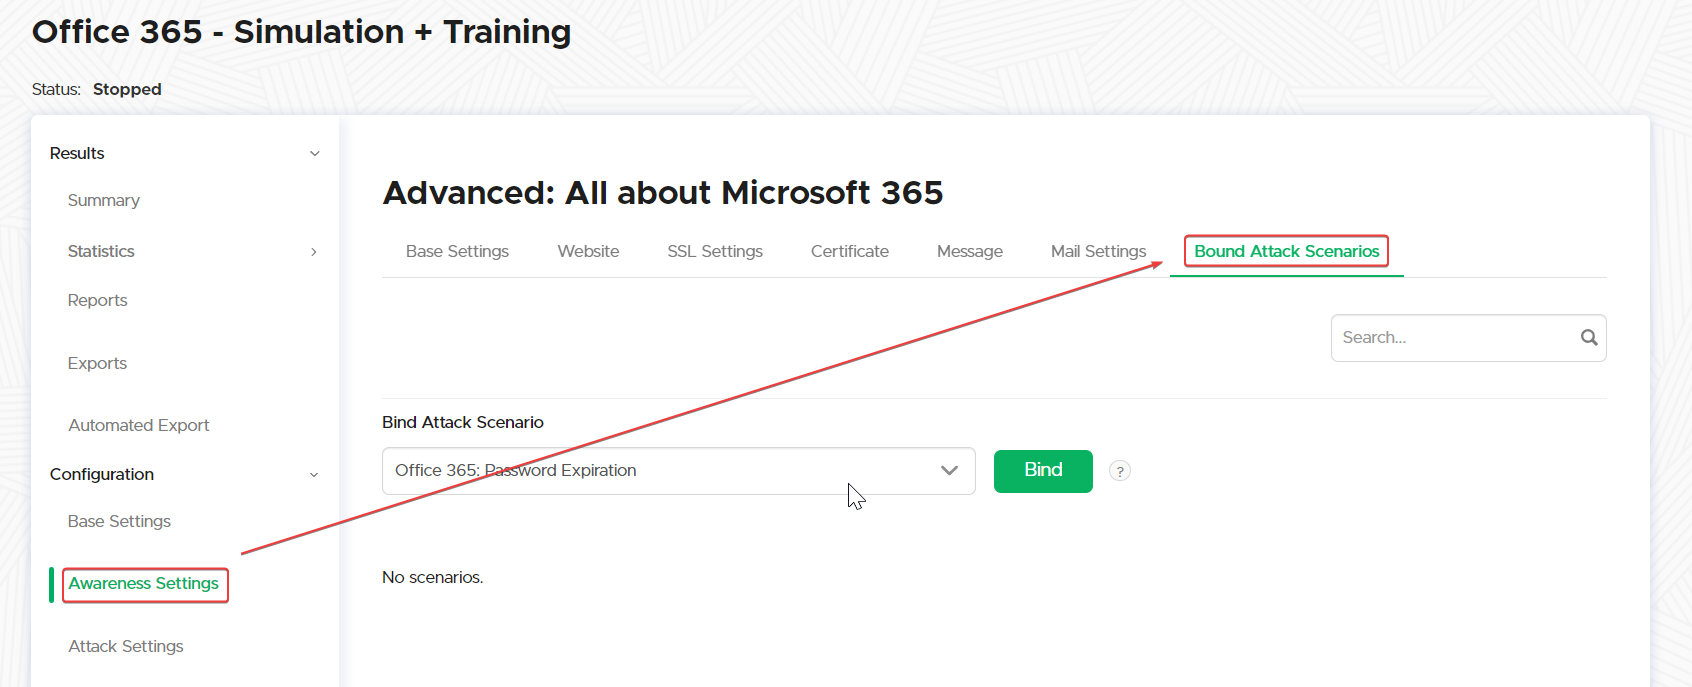 Office 365 - Simulation + Training
Status: Stopped
Results
Summary
Statistics
Reports
Exports
Automated Export
Configuration
Base Settings
Awareness Settings
Attack Settings
Advanced: All about Microsoft 365
Base Settings Website SSL Settings Certificate Message Mail Settings Bound Attack Scenarios
Search...
Bind Attack Scenario
Office 365: Password Expiration
Bind ?
No scenarios.